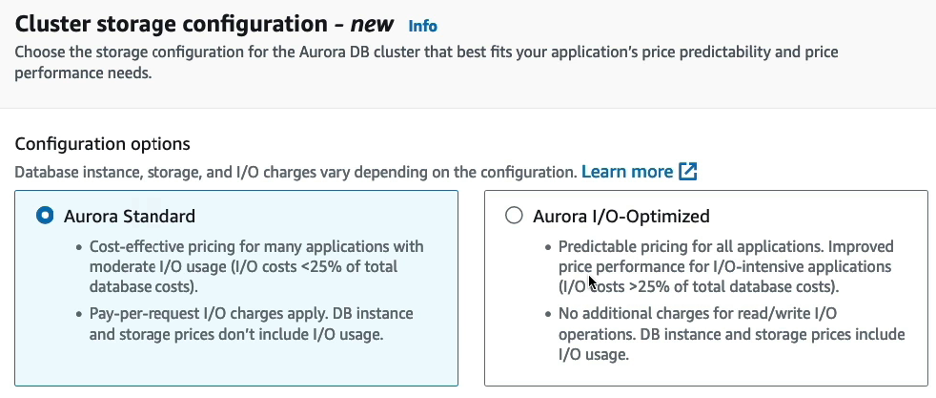 Cluster storage configuration - new Info
Choose the storage configuration for the Aurora DB cluster that best fits your application's price predictability and price
performance needs.
Configuration options
Database instance, storage, and I/O charges vary depending on the configuration. Learn more
Aurora Standard
• Cost-effective pricing for many applications with
moderate I/O usage (I/O costs <25% of total
database costs).
• Pay-per-request I/O charges apply. DB instance
and storage prices don't include I/O usage.
Aurora I/O-Optimized
• Predictable pricing for all applications. Improved
price performance for I/O-intensive applications
(I/O costs >25% of total database costs).
• No additional charges for read/write I/O
operations. DB instance and storage prices include
I/O usage.